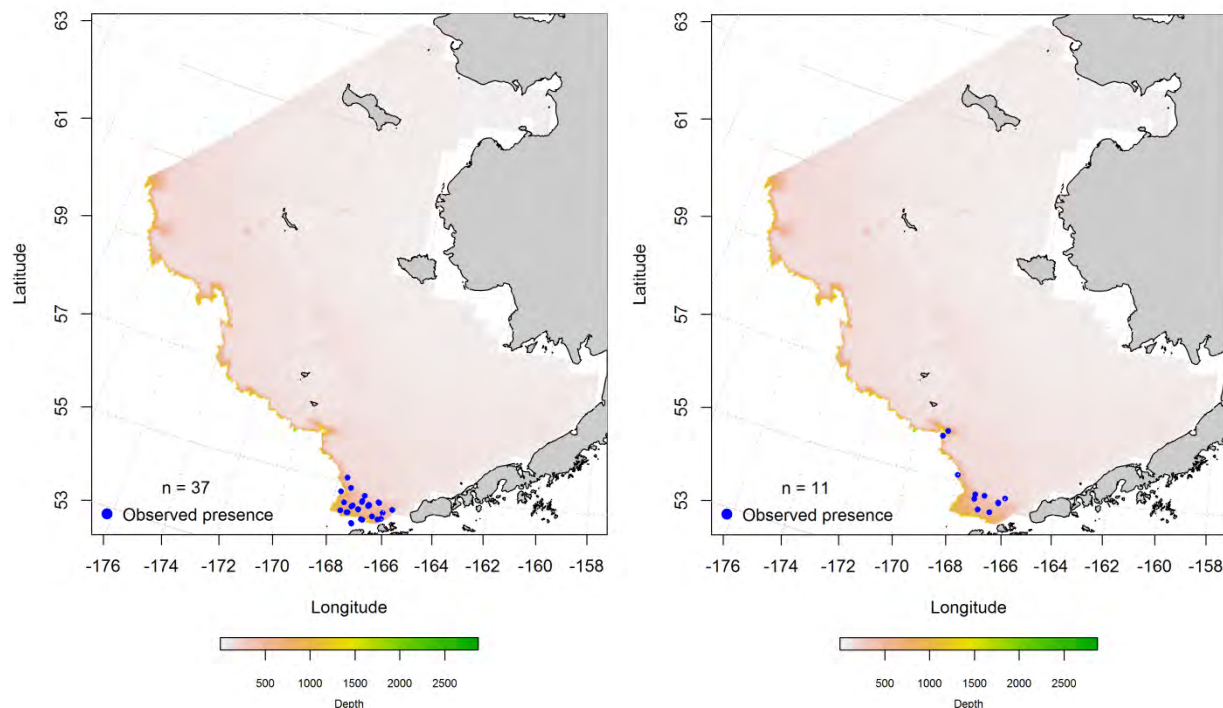 63
61
59
57
55
53
Latitude
n = 37
Observed presence
-176 -174 -172 -170 -168 -166 -164 -162 -160 -158
Longitude
500 1000 1500 2000 2500
Depth
63
61
59
57
55
53
Latitude
n = 11
Observed presence
-176 -174 -172 -170 -168 -166 -164 -162 -160 -158
Longitude
500 1000 1500 2000 2500
Depth